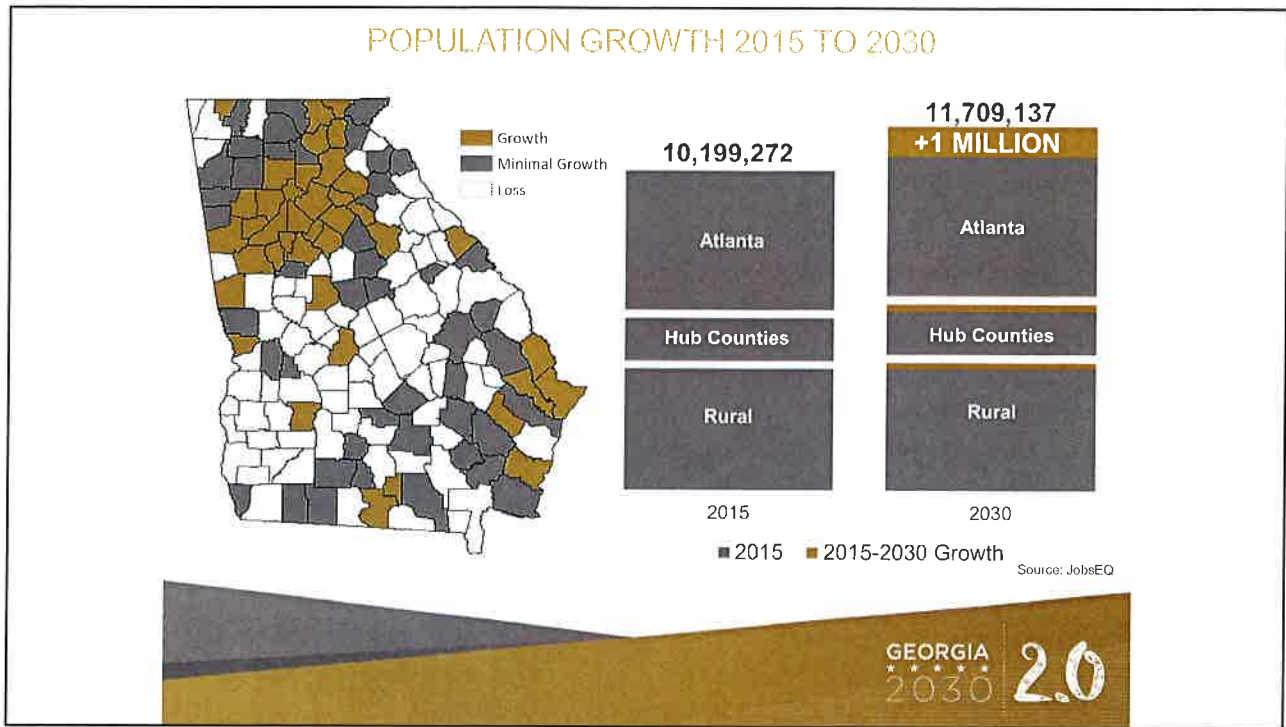 POPULATION GROWTH 2015 TO 2030
Growth
Minimal Growth
Loss
10,199,272
Atlanta
Hub Counties
Rural
2015
11,709,137
+1 MILLION
Atlanta
Hub Counties
Rural
2030
2015
2015-2030 Growth
Source: JobsEQ
GEORGIA
2030
2.0